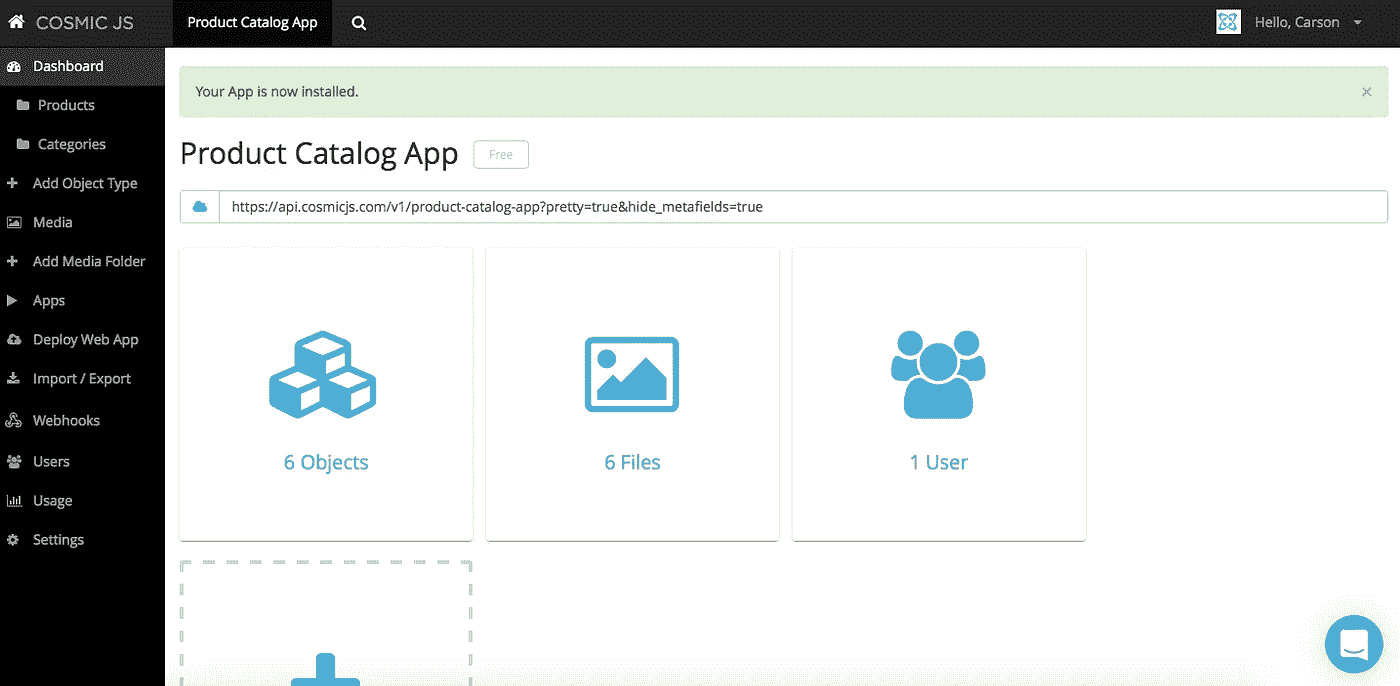 COSMIC JS
Product Catalog App
Hello, Carson
Dashboard
Products
Categories
Add Object Type
Media
Add Media Folder
Apps
Deploy Web App
Import / Export
Webhooks
Users
Usage
Settings
Your App is now installed.
×
Product Catalog App
Free
https://api.cosmicjs.com/v1/product-catalog-app?pretty=true&hide_metafields=true
6 Objects
6 Files
1 User